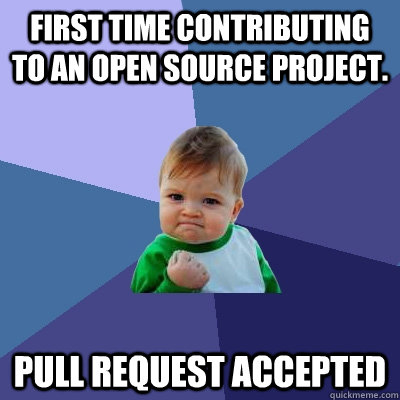 FIRST TIME CONTRIBUTING
TO AN OPEN SOURCE PROJECT.
PULL REQUEST ACCEPTED
quickmeme.com